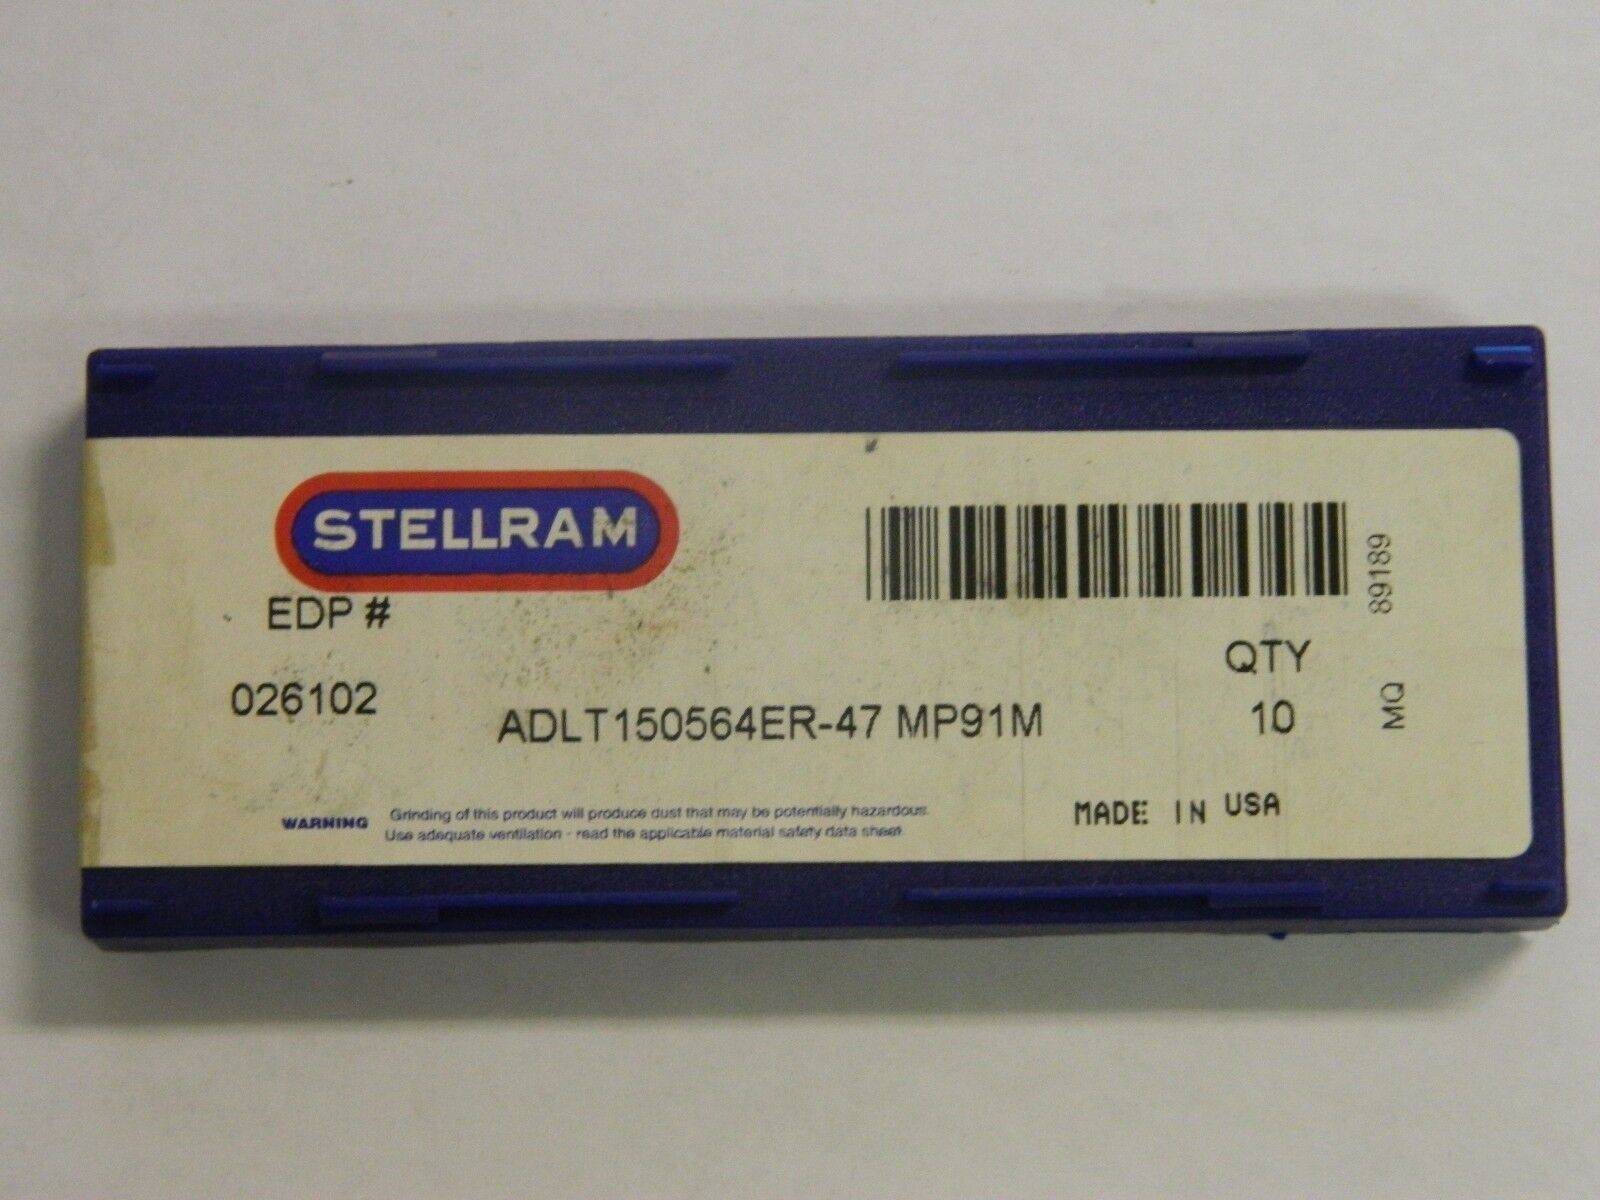 STELLRAM
EDP #
026102
ADLT150564ER-47 MP91M
QTY
10
MQ 89189
MADE IN USA
WARNING Grinding of this product will produce dust that may be potentially hazardous.
Use adequate ventilation - read the applicable material safety data sheet.